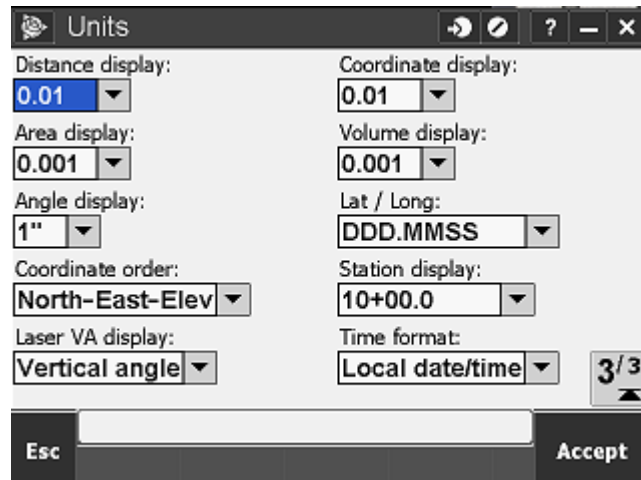 Units ? – ×
Distance display: Coordinate display:
0.01 0.01
Area display: Volume display:
0.001 0.001
Angle display: Lat / Long:
1" DDD.MMSS
Coordinate order: Station display:
North-East-Elev 10+00.0
Laser VA display: Time format:
Vertical angle Local date/time 3/3
Esc Accept